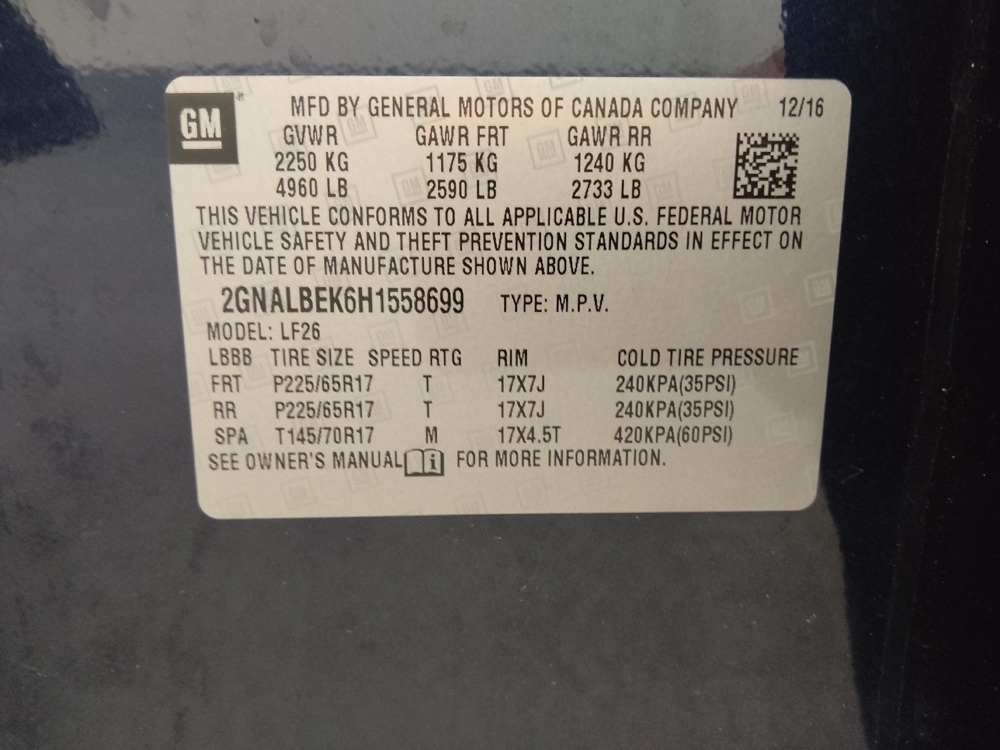 GM MFD BY GENERAL MOTORS OF CANADA COMPANY 12/16
GVWR GAWR FRT GAWR RR
2250 KG 1175 KG 1240 KG
4960 LB 2590 LB 2733 LB
THIS VEHICLE CONFORMS TO ALL APPLICABLE U.S. FEDERAL MOTOR
VEHICLE SAFETY AND THEFT PREVENTION STANDARDS IN EFFECT ON
THE DATE OF MANUFACTURE SHOWN ABOVE.
2GNALBEK6H1558699 TYPE: M.P.V.
MODEL: LF26
LBBB TIRE SIZE SPEED RTG RIM COLD TIRE PRESSURE
FRT P225/65R17 T 17X7J 240KPA(35PSI)
RR P225/65R17 T 17X7J 240KPA(35PSI)
SPA T145/70R17 M 17X4.5T 420KPA(60PSI)
SEE OWNER'S MANUAL i FOR MORE INFORMATION.